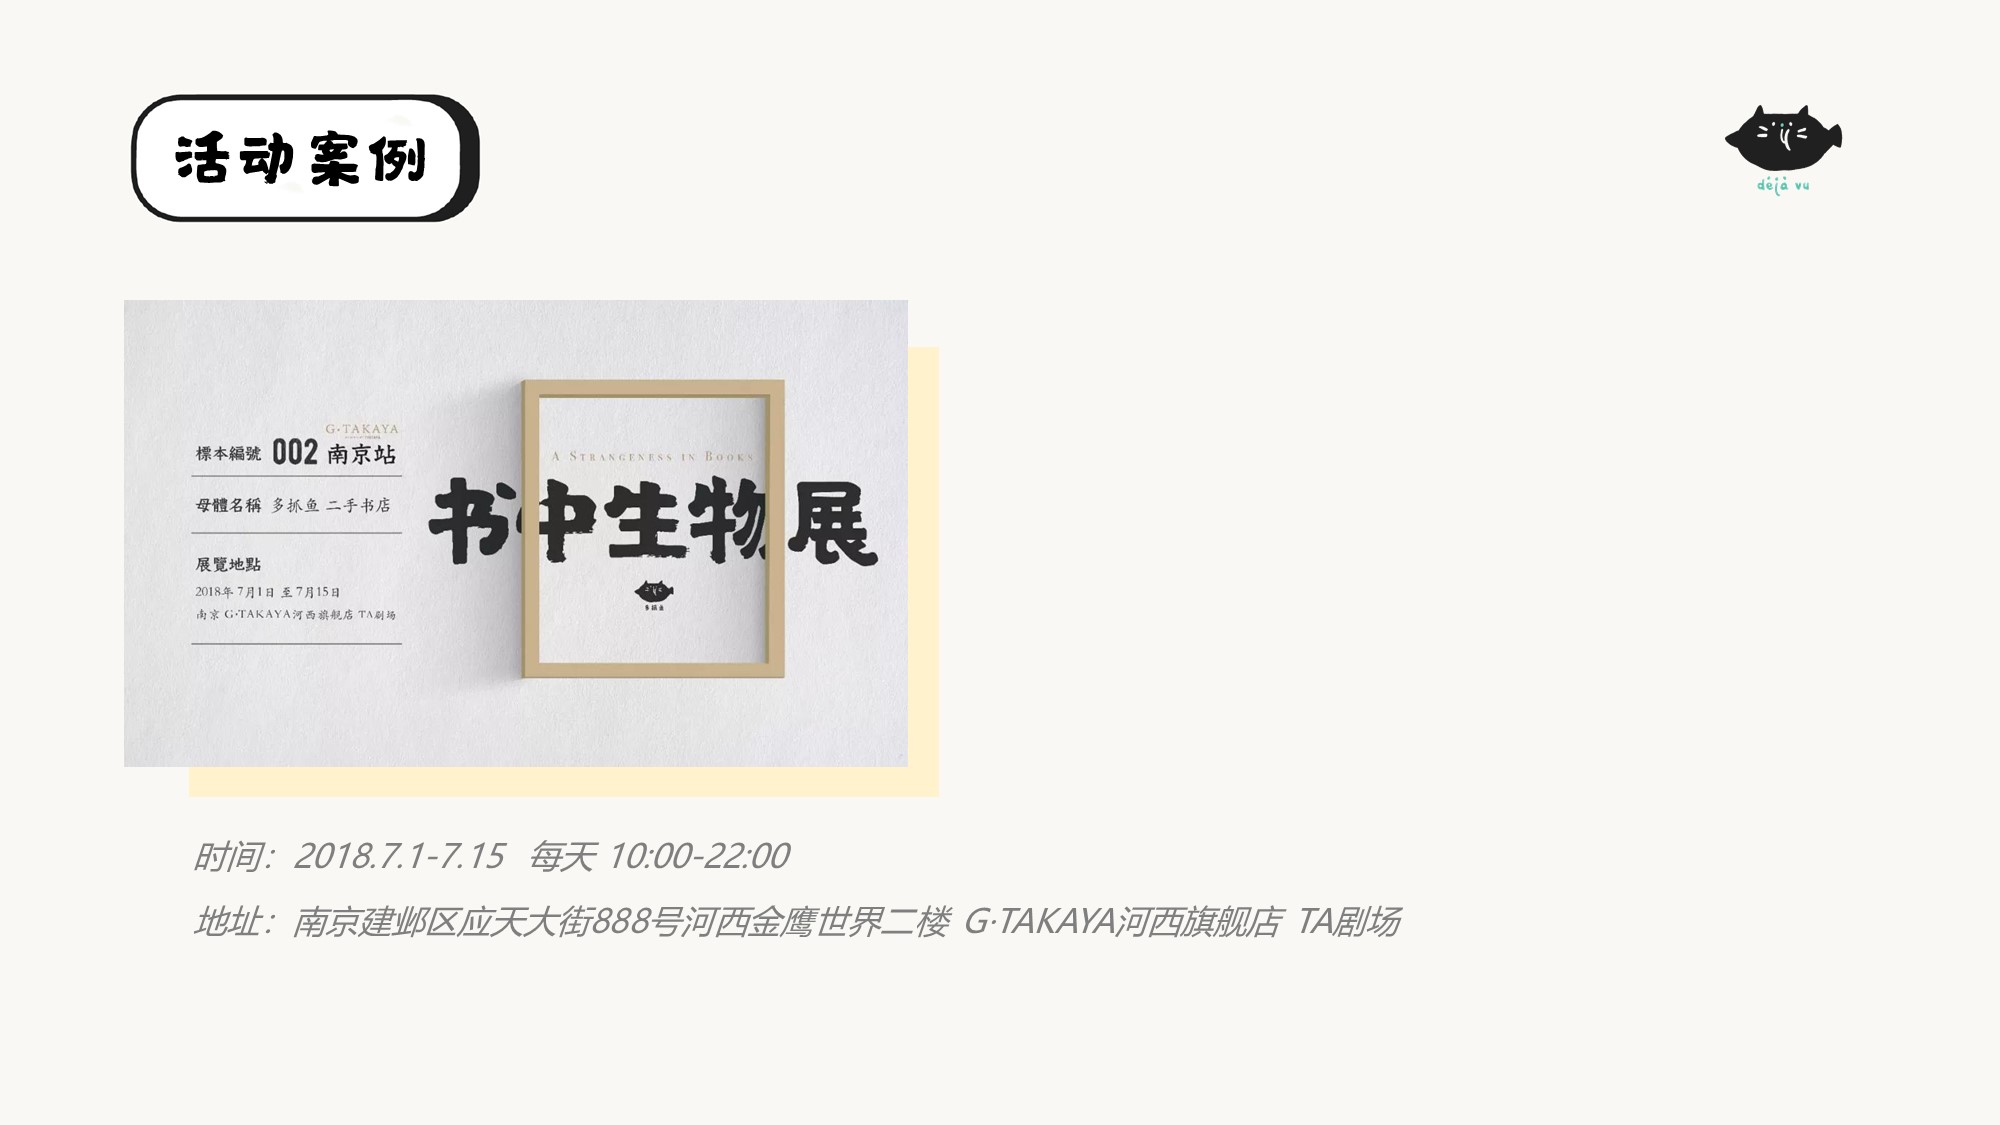 活动案例
déjà vu
G·TAKAYA
標本編號 002 南京站
母體名稱 多抓鱼 二手书店
展覽地點
2018年7月1日 至7月15日
南京 G·TAKAYA河西旗舰店 TA剧场
A STRANGENESS IN BOOKS
书中生物展
多抓鱼
时间：2018.7.1-7.15 每天 10:00-22:00
地址：南京建邺区应天大街888号河西金鹰世界二楼 G·TAKAYA河西旗舰店 TA剧场